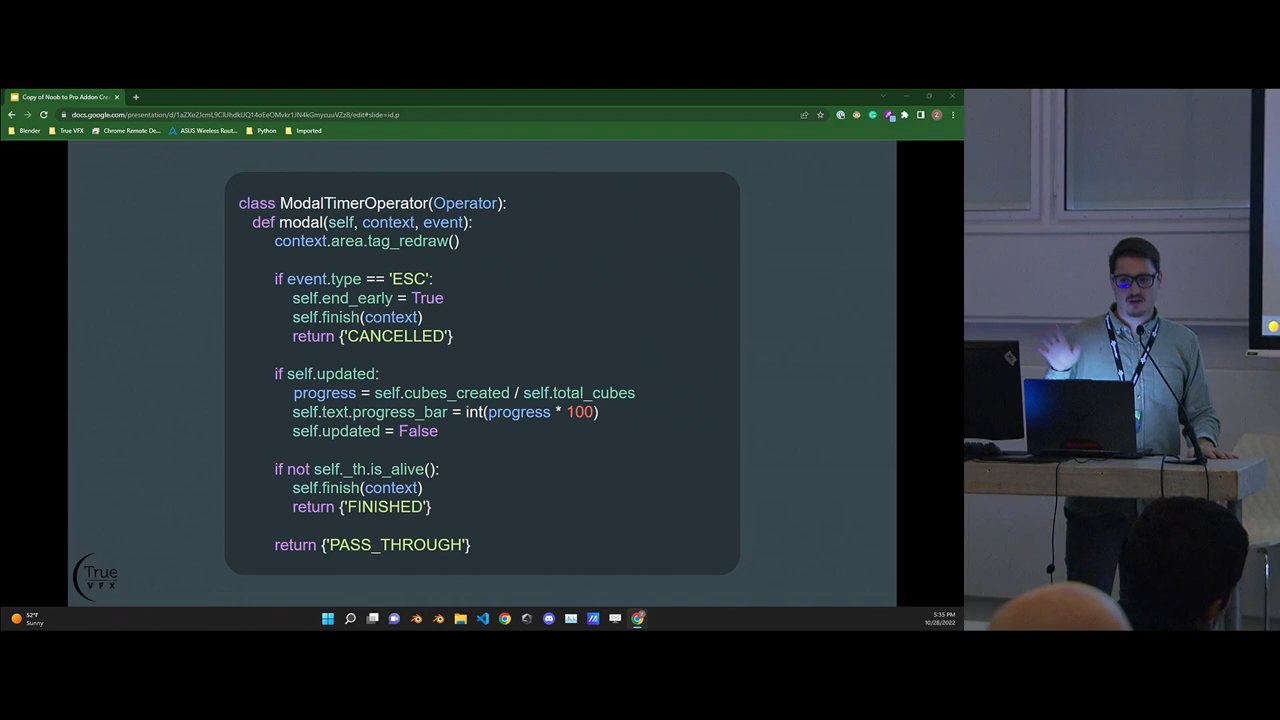 Copy of Noob to Pro Addon Cre
docs.google.com/presentation/d/
Blender
True VFX
Chrome Remote De...
ASUS Wireless Rout...
Python
Imported
class ModalTimerOperator(Operator):
def modal(self, context, event):
context.area.tag_redraw()
if event.type == 'ESC':
self.end_early = True
self.finish(context)
return {'CANCELLED'}
if self.updated:
progress = self.cubes_created / self.total_cubes
self.text.progress_bar = int(progress * 100)
self.updated = False
if not self._th.is_alive():
self.finish(context)
return {'FINISHED'}
return {'PASS_THROUGH'}
True
VFX
52°F
Sunny
5:35 PM
10/28/2022